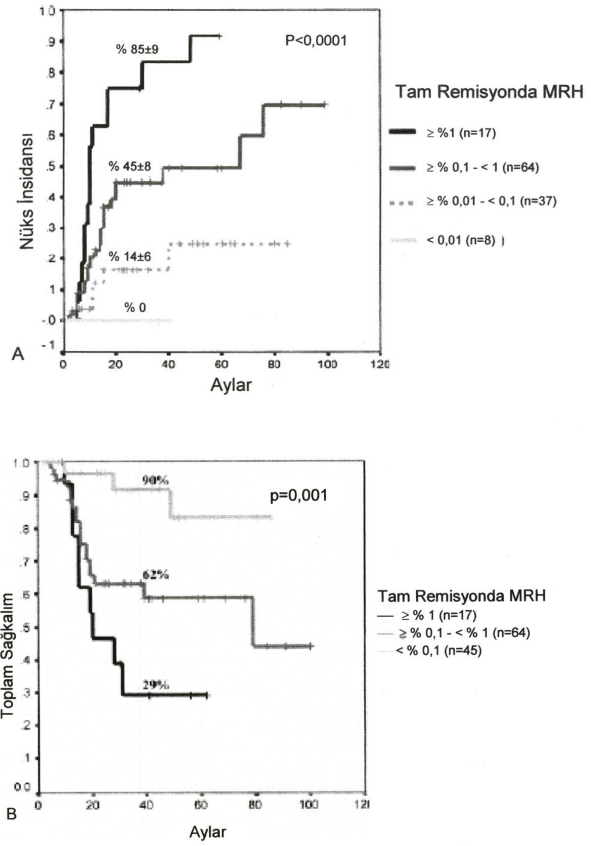 1.0
.9
.8
.7
.6
.5
.4
.3
.2
.1
-.0
-.1
Nüks İnsidansı
P<0,0001
% 85±9
% 45±8
% 14±6
% 0
0 20 40 60 80 100 120
Aylar
A
Tam Remisyonda MRH
≥ %1 (n=17)
≥ % 0,1 - < 1 (n=64)
≥ % 0,01 - < 0,1 (n=37)
< 0,01 (n=8) )
1.0
.9
.8
.7
.6
.5
.4
.3
.2
.1
0.0
Toplam Sağkalım
p=0,001
90%
62%
29%
0 20 40 60 80 100 12
Aylar
B
Tam Remisyonda MRH
≥ % 1 (n=17)
≥ % 0,1 - < % 1 (n=64)
< % 0,1 (n=45)